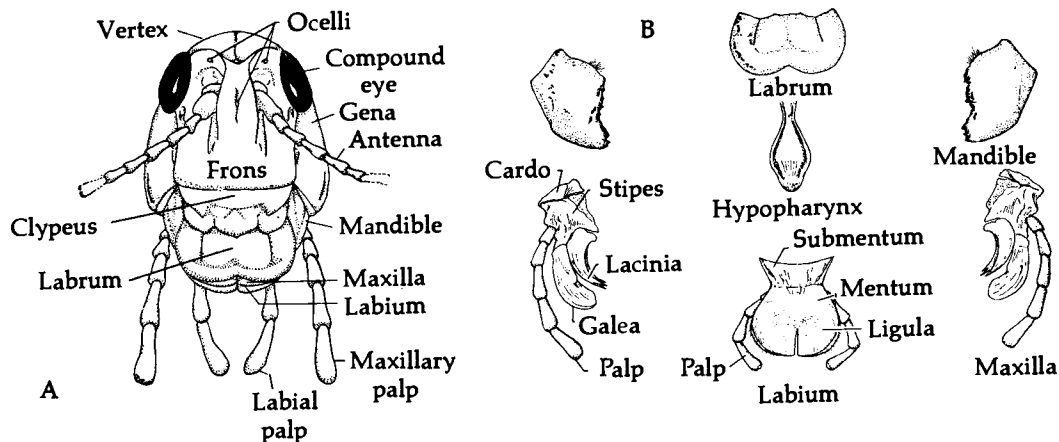 Vertex
Ocelli
Compound
eye
Gena
Antenna
Frons
Clypeus
Mandible
Labrum
Maxilla
Labium
Maxillary
palp
Labial
palp
A
B
Labrum
Mandible
Cardo
Stipes
Hypopharynx
Submentum
Lacinia
Mentum
Galea
Ligula
Palp
Palp
Labium
Maxilla